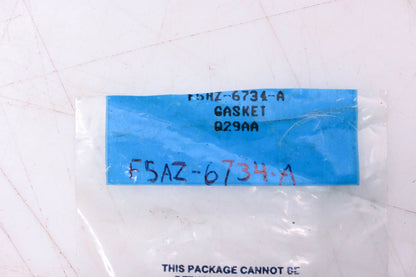 F5AZ-6734-A
GASKET
Q29AA
F5AZ-6734-A
THIS PACKAGE CANNOT BE